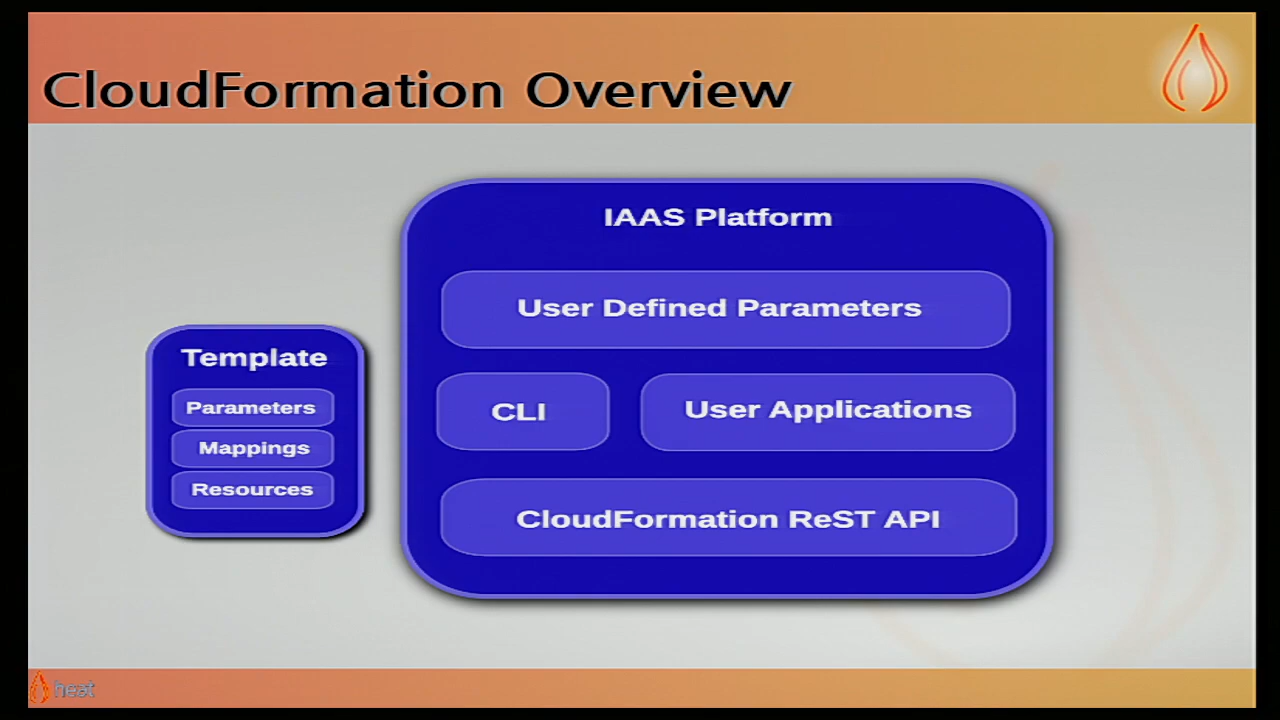 CloudFormation Overview
IAAS Platform
User Defined Parameters
Template
Parameters
CLI
User Applications
Mappings
Resources
CloudFormation ReST API
heat